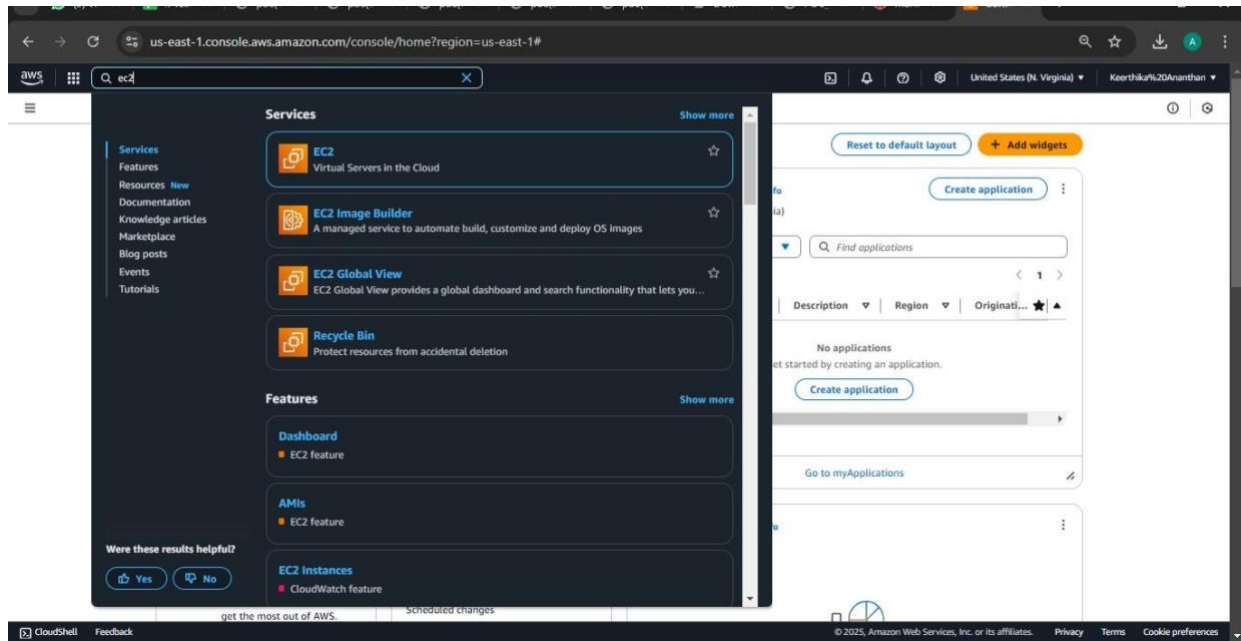 us-east-1.console.aws.amazon.com/console/home?region=us-east-1#
aws
ec2
United States (N. Virginia)
Keerthika%20Ananthan
Services
Show more
Services
Features
Resources New
Documentation
Knowledge articles
Marketplace
Blog posts
Events
Tutorials
EC2
Virtual Servers in the Cloud
EC2 Image Builder
A managed service to automate build, customize and deploy OS images
EC2 Global View
EC2 Global View provides a global dashboard and search functionality that lets you...
Recycle Bin
Protect resources from accidental deletion
Features
Show more
Dashboard
EC2 feature
AMIs
EC2 feature
EC2 Instances
CloudWatch feature
Were these results helpful?
Yes
No
Reset to default layout
+ Add widgets
Create application
Find applications
1
Description
Region
Originati...
No applications
et started by creating an application.
Create application
Go to myApplications
get the most out of AWS.
Scheduled changes
CloudShell
Feedback
© 2025, Amazon Web Services, Inc. or its affiliates.
Privacy
Terms
Cookie preferences